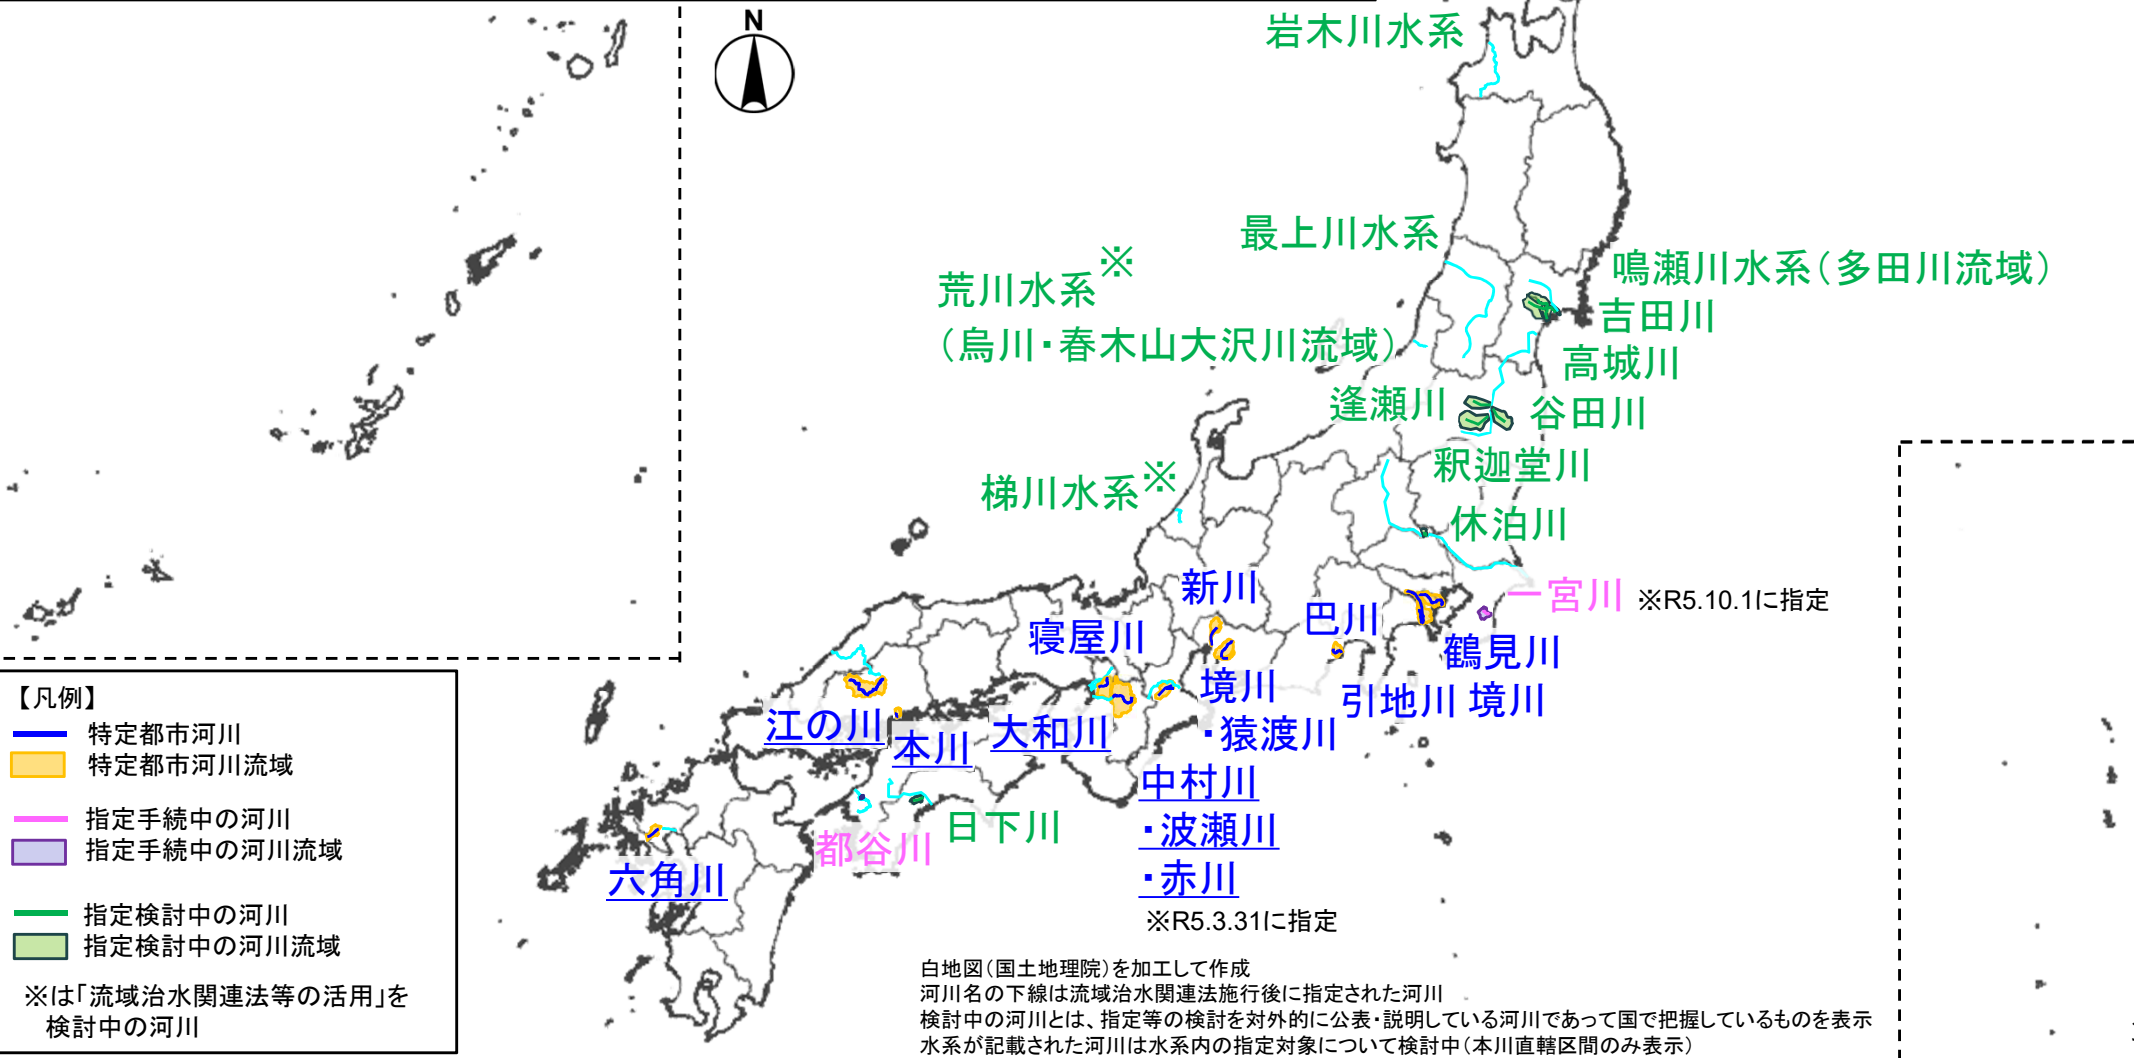 N
岩木川水系
最上川水系
鳴瀬川水系(多田川流域)
荒川水系※
(烏川・春木山大沢川流域)
吉田川
高城川
逢瀬川
谷田川
釈迦堂川
梯川水系※
休泊川
新川
一宮川 ※R5.10.1に指定
巴川
寝屋川
鶴見川
境川
引地川 境川
江の川
本川
大和川
・猿渡川
中村川
・波瀬川
・赤川
※R5.3.31に指定
日下川
都谷川
六角川
【凡例】
特定都市河川
特定都市河川流域
指定手続中の河川
指定手続中の河川流域
指定検討中の河川
指定検討中の河川流域
※は「流域治水関連法等の活用」を
検討中の河川
白地図(国土地理院)を加工して作成
河川名の下線は流域治水関連法施行後に指定された河川
検討中の河川とは、指定等の検討を対外的に公表・説明している河川であって国で把握しているものを表示
水系が記載された河川は水系内の指定対象について検討中(本川直轄区間のみ表示)